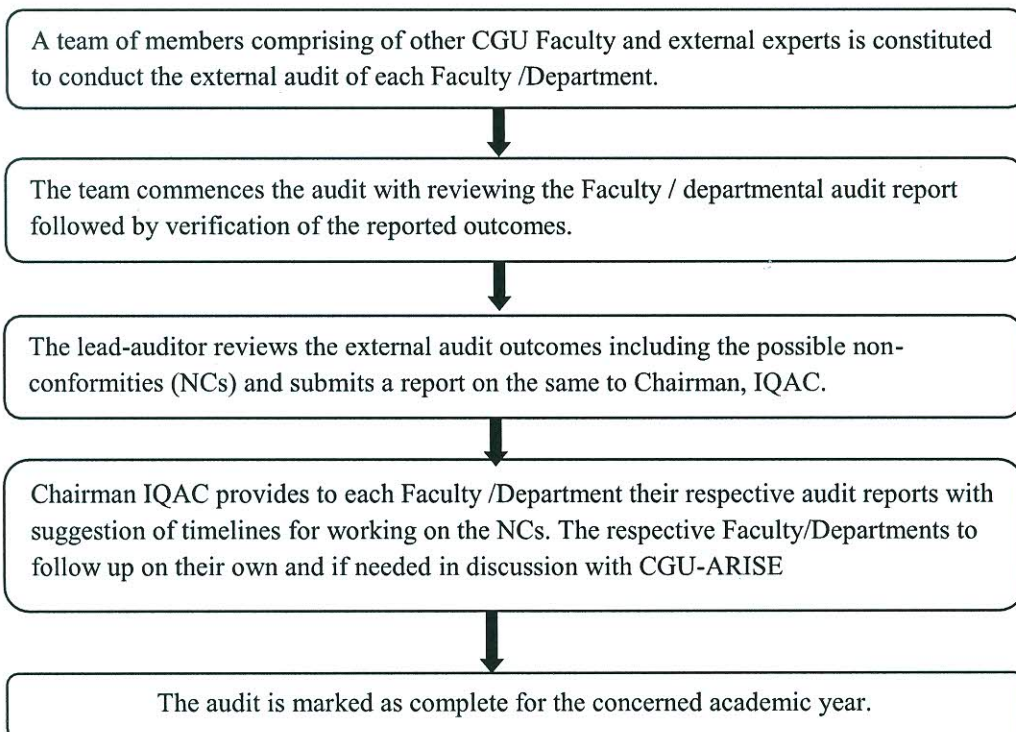 A team of members comprising of other CGU Faculty and external experts is constituted
to conduct the external audit of each Faculty /Department.
The team commences the audit with reviewing the Faculty / departmental audit report
followed by verification of the reported outcomes.
The lead-auditor reviews the external audit outcomes including the possible non-
conformities (NCs) and submits a report on the same to Chairman, IQAC.
Chairman IQAC provides to each Faculty /Department their respective audit reports with
suggestion of timelines for working on the NCs. The respective Faculty/Departments to
follow up on their own and if needed in discussion with CGU-ARISE
The audit is marked as complete for the concerned academic year.